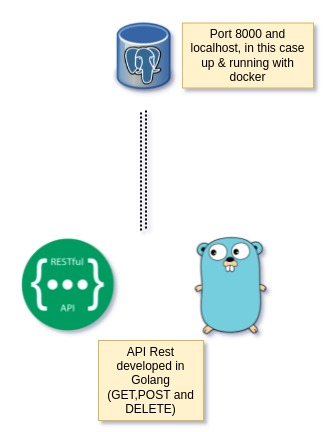 Port 8000 and
localhost, in this case
up & running with
docker
RESTful
API
API Rest
developed in
Golang
(GET,POST and
DELETE)